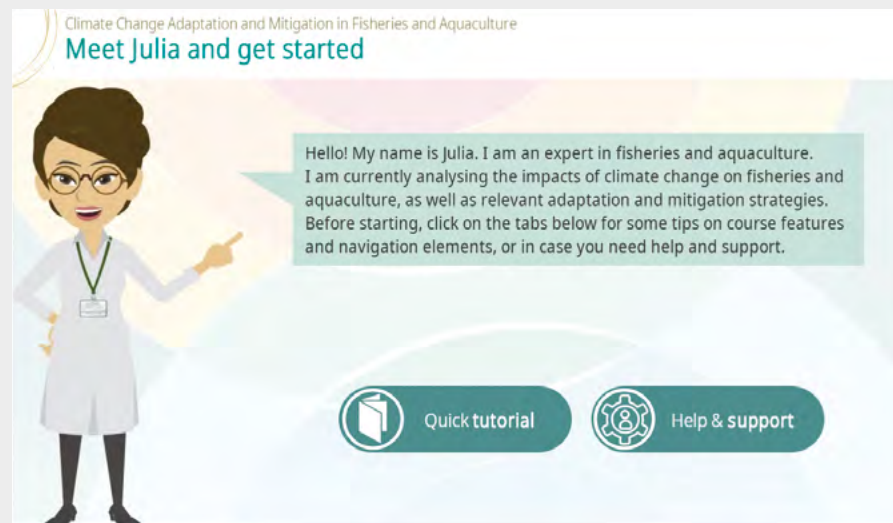 Climate Change Adaptation and Mitigation in Fisheries and Aquaculture
Meet Julia and get started
Hello! My name is Julia. I am an expert in fisheries and aquaculture.
I am currently analysing the impacts of climate change on fisheries and
aquaculture, as well as relevant adaptation and mitigation strategies.
Before starting, click on the tabs below for some tips on course features
and navigation elements, or in case you need help and support.
Quick tutorial
Help & support